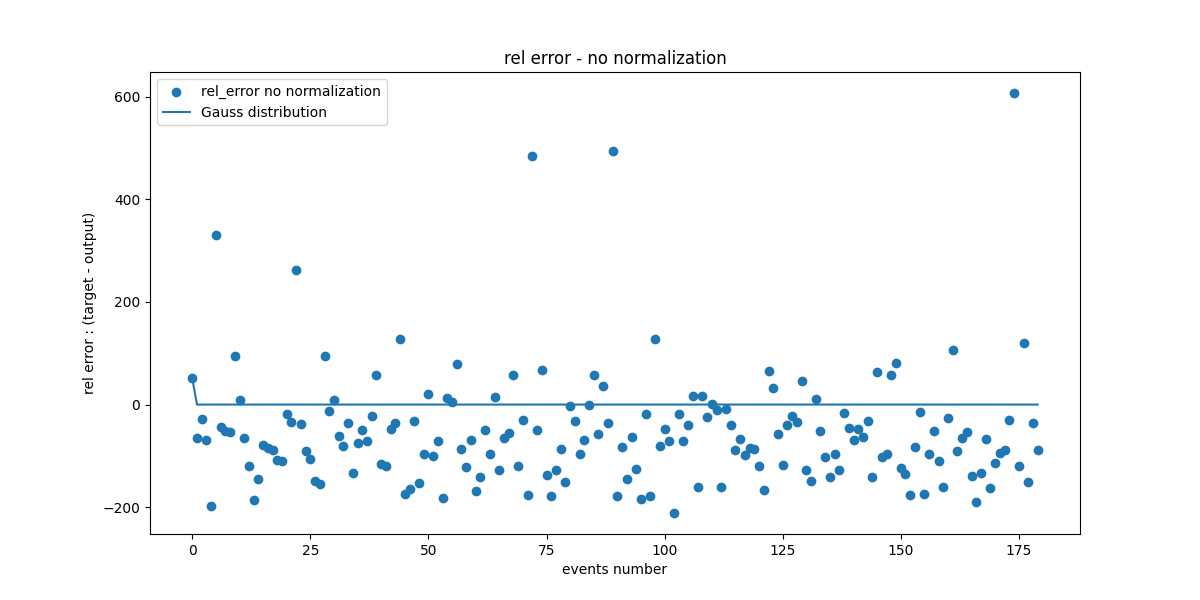 rel error - no normalization
rel_error no normalization
Gauss distribution
rel error : (target - output)
600
400
200
0
−200
0
25
50
75
100
125
150
175
events number